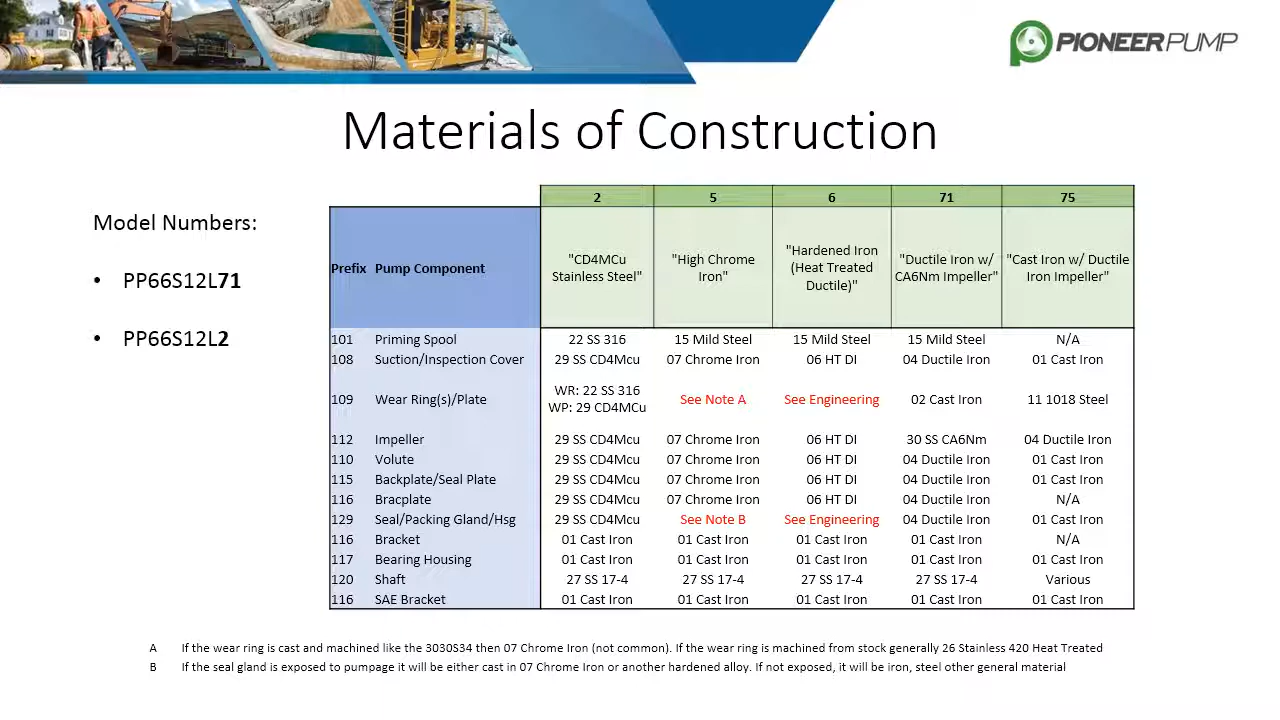 PIONEERPUMP
Materials of Construction
Model Numbers:
• PP66S12L71
• PP66S12L2
2 5 6 71 75
Prefix Pump Component "CD4MCu Stainless Steel" "High Chrome Iron" "Hardened Iron (Heat Treated Ductile)" "Ductile Iron w/ CA6Nm Impeller" "Cast Iron w/ Ductile Iron Impeller"
101 Priming Spool 22 SS 316 15 Mild Steel 15 Mild Steel 15 Mild Steel N/A
108 Suction/Inspection Cover 29 SS CD4Mcu 07 Chrome Iron 06 HT DI 04 Ductile Iron 01 Cast Iron
109 Wear Ring(s)/Plate WR: 22 SS 316 WP: 29 CD4MCu See Note A See Engineering 02 Cast Iron 11 1018 Steel
112 Impeller 29 SS CD4Mcu 07 Chrome Iron 06 HT DI 30 SS CA6Nm 04 Ductile Iron
110 Volute 29 SS CD4Mcu 07 Chrome Iron 06 HT DI 04 Ductile Iron 01 Cast Iron
115 Backplate/Seal Plate 29 SS CD4Mcu 07 Chrome Iron 06 HT DI 04 Ductile Iron 01 Cast Iron
116 Bracplate 29 SS CD4Mcu 07 Chrome Iron 06 HT DI 04 Ductile Iron N/A
129 Seal/Packing Gland/Hsg 29 SS CD4Mcu See Note B See Engineering 04 Ductile Iron 01 Cast Iron
116 Bracket 01 Cast Iron 01 Cast Iron 01 Cast Iron 01 Cast Iron N/A
117 Bearing Housing 01 Cast Iron 01 Cast Iron 01 Cast Iron 01 Cast Iron 01 Cast Iron
120 Shaft 27 SS 17-4 27 SS 17-4 27 SS 17-4 27 SS 17-4 Various
116 SAE Bracket 01 Cast Iron 01 Cast Iron 01 Cast Iron 01 Cast Iron 01 Cast Iron
A If the wear ring is cast and machined like the 3030S34 then 07 Chrome Iron (not common). If the wear ring is machined from stock generally 26 Stainless 420 Heat Treated
B If the seal gland is exposed to pumpage it will be either cast in 07 Chrome Iron or another hardened alloy. If not exposed, it will be iron, steel other general material